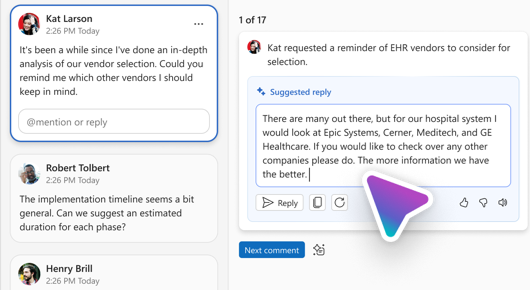 Kat Larson
2:26 PM Today
It's been a while since I've done an in-depth
analysis of our vendor selection. Could you
remind me which other vendors I should
keep in mind.
@mention or reply
Robert Tolbert
2:26 PM Today
The implementation timeline seems a bit
general. Can we suggest an estimated
duration for each phase?
Henry Brill
2:26 PM Today
1 of 17
Kat requested a reminder of EHR vendors to consider for
selection.
Suggested reply
There are many out there, but for our hospital system I
would look at Epic Systems, Cerner, Meditech, and GE
Healthcare. If you would like to check over any other
companies please do. The more information we have
the better.
Reply
Next comment